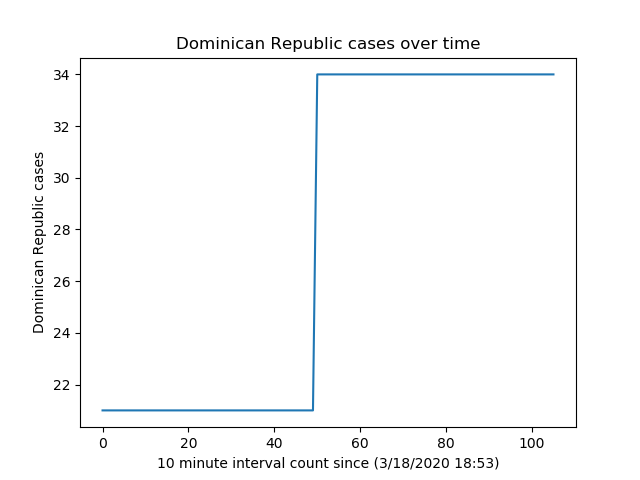 Dominican Republic cases over time
34
32
30
28
26
24
22
Dominican Republic cases
0 20 40 60 80 100
10 minute interval count since (3/18/2020 18:53)